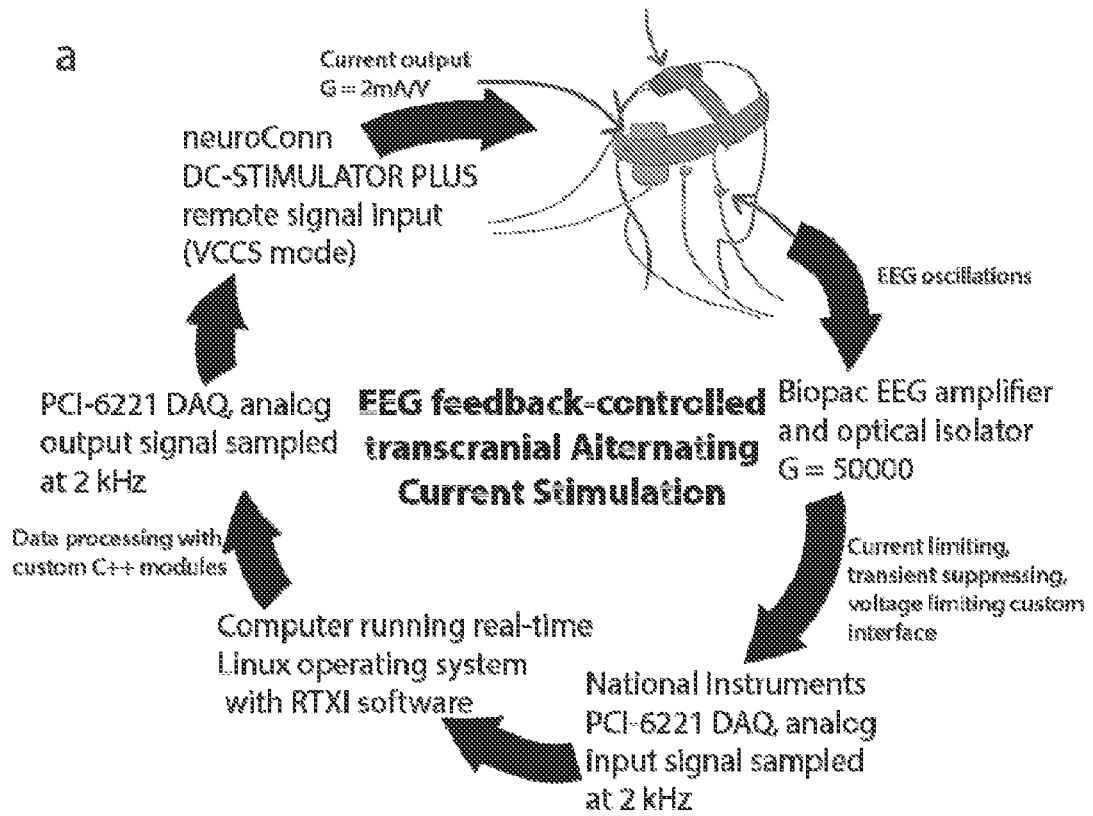 a
Current output
G = 2mA/V
neuroConn
DC-STIMULATOR PLUS
remote signal input
(VCCS mode)
EEG oscillations
PCI-6221 DAQ, analog
output signal sampled
at 2 kHz
EEG feedback-controlled
transcranial Alternating
Current Stimulation
Biopac EEG amplifier
and optical isolator
G = 50000
Data processing with
custom C++ modules
Current limiting,
transient suppressing,
voltage limiting custom
interface
Computer running real-time
Linux operating system
with RTXI software
National Instruments
PCI-6221 DAQ, analog
input signal sampled
at 2 kHz